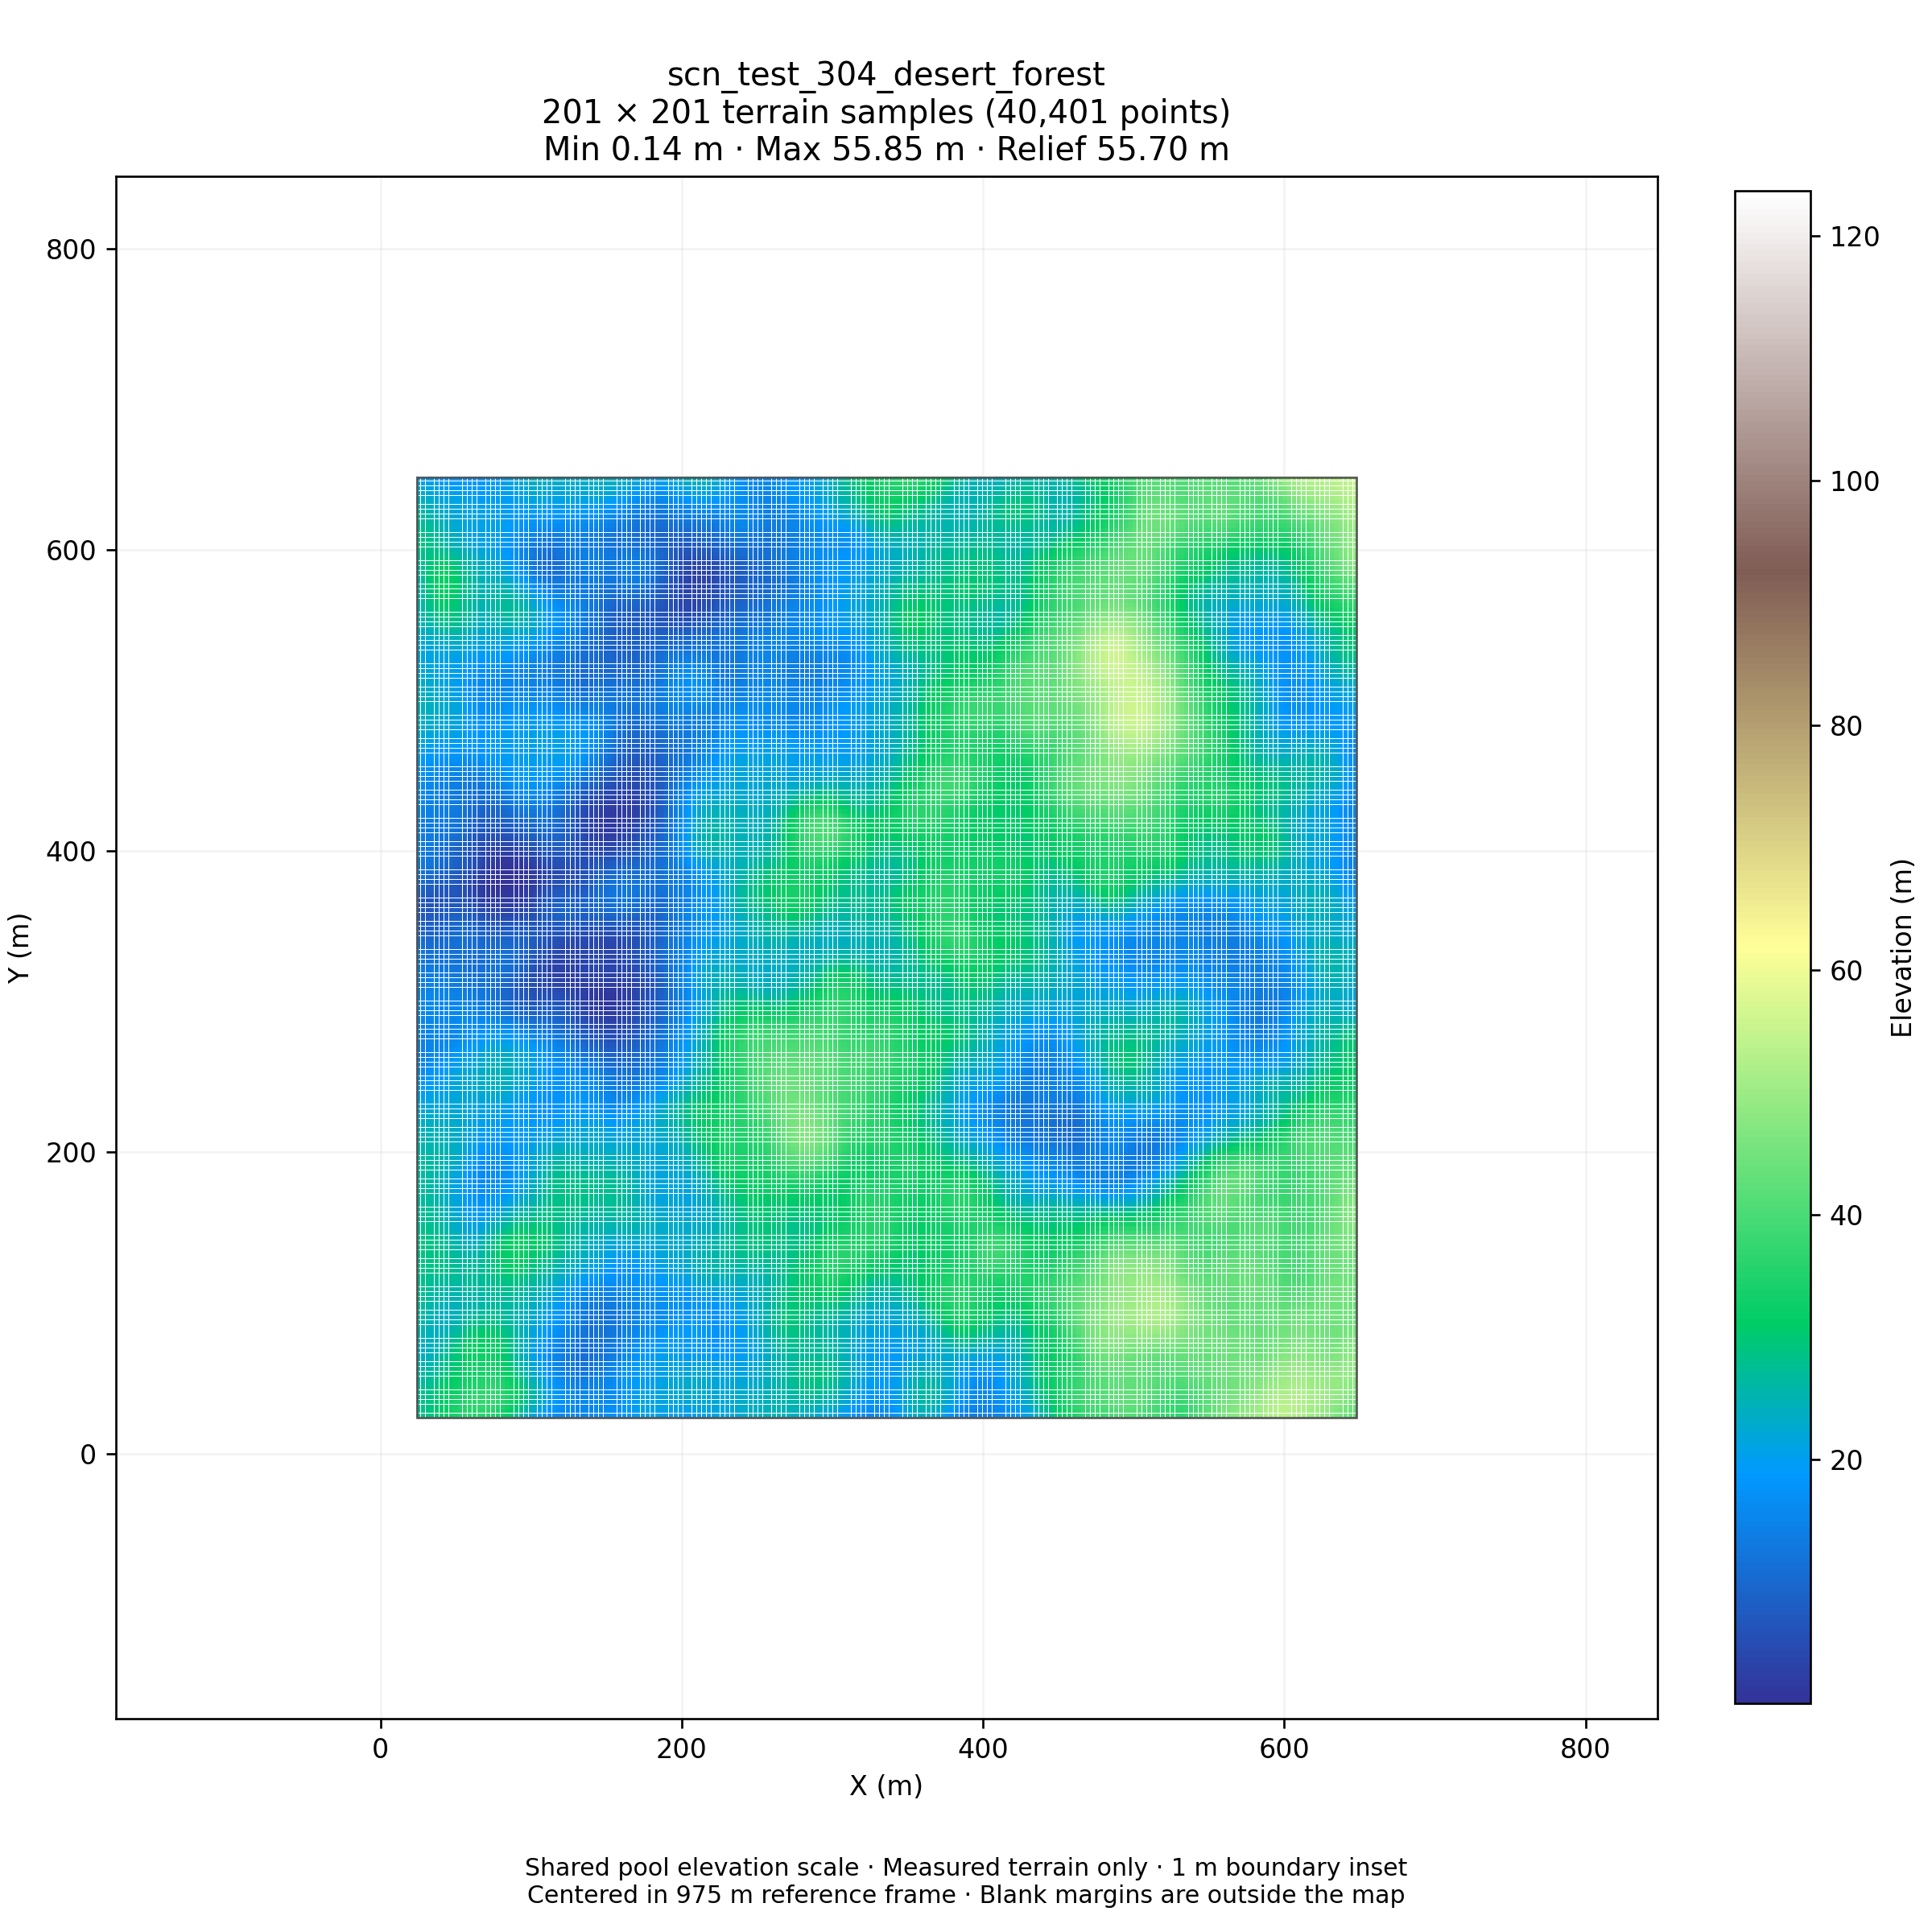 scn_test_304_desert_forest
201 × 201 terrain samples (40,401 points)
Min 0.14 m · Max 55.85 m · Relief 55.70 m
800
600
400
200
0
Y (m)
0
200
400
600
800
X (m)
120
100
80
60
40
20
Elevation (m)
Shared pool elevation scale · Measured terrain only · 1 m boundary inset
Centered in 975 m reference frame · Blank margins are outside the map